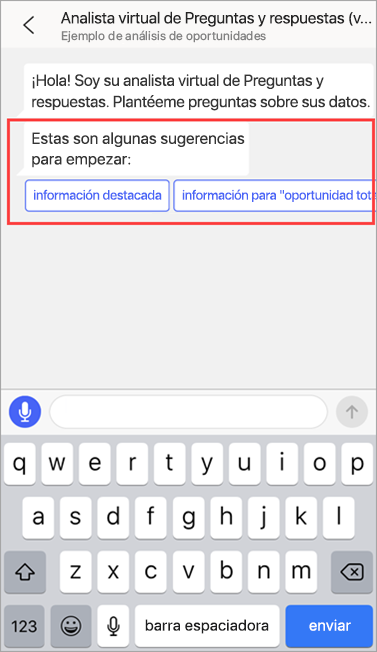 Analista virtual de Preguntas y respuestas (v...
Ejemplo de análisis de oportunidades
¡Hola! Soy su analista virtual de Preguntas y
respuestas. Plantéeme preguntas sobre sus datos.
Estas son algunas sugerencias
para empezar:
información destacada
información para "oportunidad tot
q w e r t y u i o p
a s d f g h j k l
z x c v b n m
123 barra espaciadora enviar